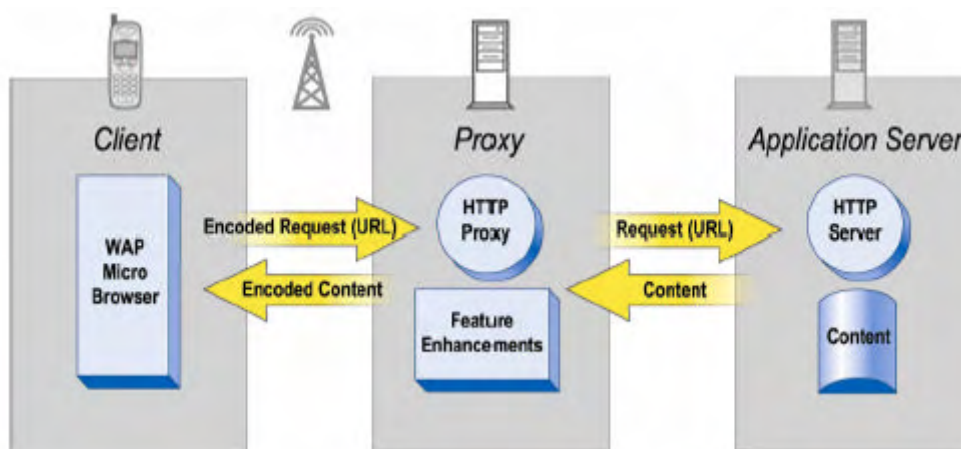 Client
Proxy
Application Server
WAP
Micro
Browser
Encoded Request (URL)
Encoded Content
HTTP
Proxy
Feature
Enhancements
Request (URL)
Content
HTTP
Server
Content